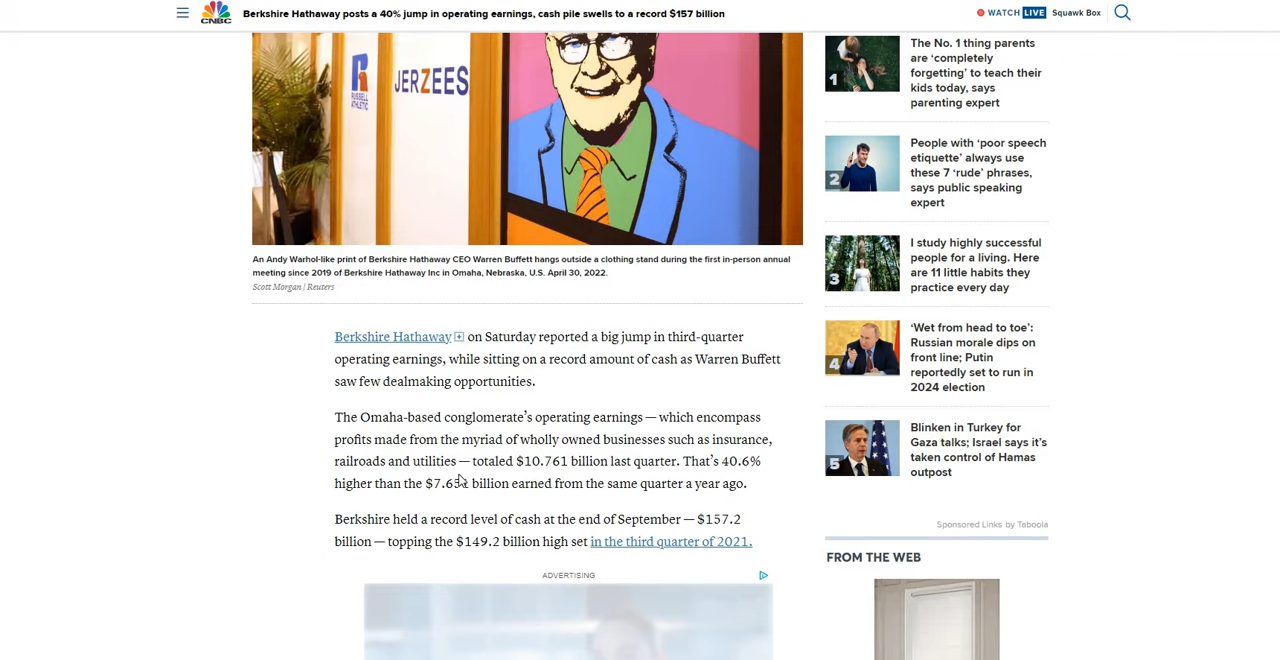 CNBC
Berkshire Hathaway posts a 40% jump in operating earnings, cash pile swells to a record $157 billion
WATCH LIVE Squawk Box
RUSSELL
ATHLETIC
JERZEES
An Andy Warhol-like print of Berkshire Hathaway CEO Warren Buffett hangs outside a clothing stand during the first in-person annual
meeting since 2019 of Berkshire Hathaway Inc in Omaha, Nebraska, U.S. April 30, 2022.
Scott Morgan | Reuters
Berkshire Hathaway on Saturday reported a big jump in third-quarter
operating earnings, while sitting on a record amount of cash as Warren Buffett
saw few dealmaking opportunities.
The Omaha-based conglomerate’s operating earnings — which encompass
profits made from the myriad of wholly owned businesses such as insurance,
railroads and utilities — totaled $10.761 billion last quarter. That’s 40.6%
higher than the billion earned from the same quarter a year ago.
Berkshire held a record level of cash at the end of September — $157.2
billion — topping the $149.2 billion high set in the third quarter of 2021.
ADVERTISING
1
The No. 1 thing parents
are ‘completely
forgetting’ to teach their
kids today, says
parenting expert
2
People with ‘poor speech
etiquette’ always use
these 7 ‘rude’ phrases,
says public speaking
expert
3
I study highly successful
people for a living. Here
are 11 little habits they
practice every day
4
‘Wet from head to toe’:
Russian morale dips on
front line; Putin
reportedly set to run in
2024 election
5
Blinken in Turkey for
Gaza talks; Israel says it’s
taken control of Hamas
outpost
Sponsored Links by Taboola
FROM THE WEB